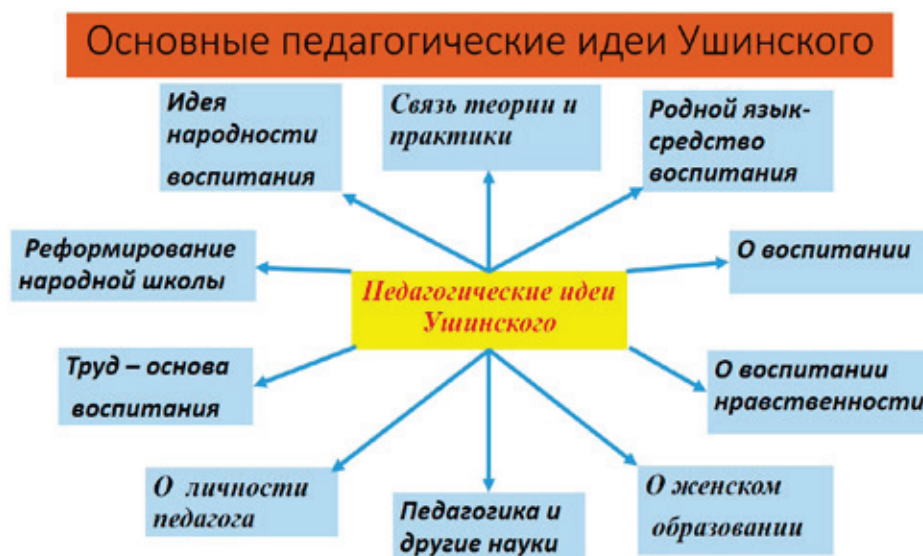 Основные педагогические идеи Ушинского
Идея
народности
воспитания
Связь теории и
практики
Родной язык-
средство
воспитания
Реформирование
народной школы
О воспитании
Педагогические идеи
Ушинского
Труд – основа
воспитания
О воспитании
нравственности
О личности
педагога
Педагогика и
другие науки
О женском
образовании